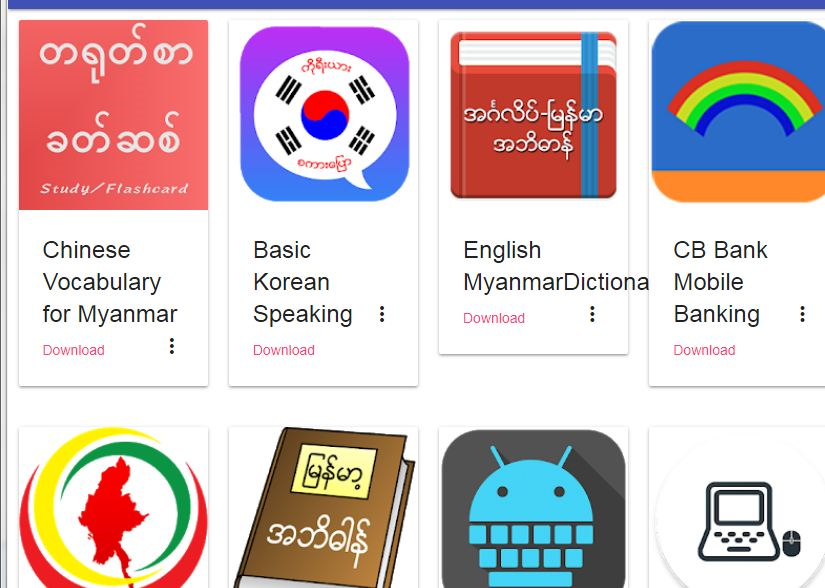 တရုတ်စာ
ခတ်ဆစ်
Study/Flashcard
ကိုရီးယား
စကားပြော
အင်္ဂလိပ်-မြန်မာ
အဘိဓာန်
Chinese
Vocabulary
for Myanmar
Download
Basic
Korean
Speaking
Download
English
MyanmarDictiona
Download
CB Bank
Mobile
Banking
Download
မြန်မာ့
အဘိဓါန်